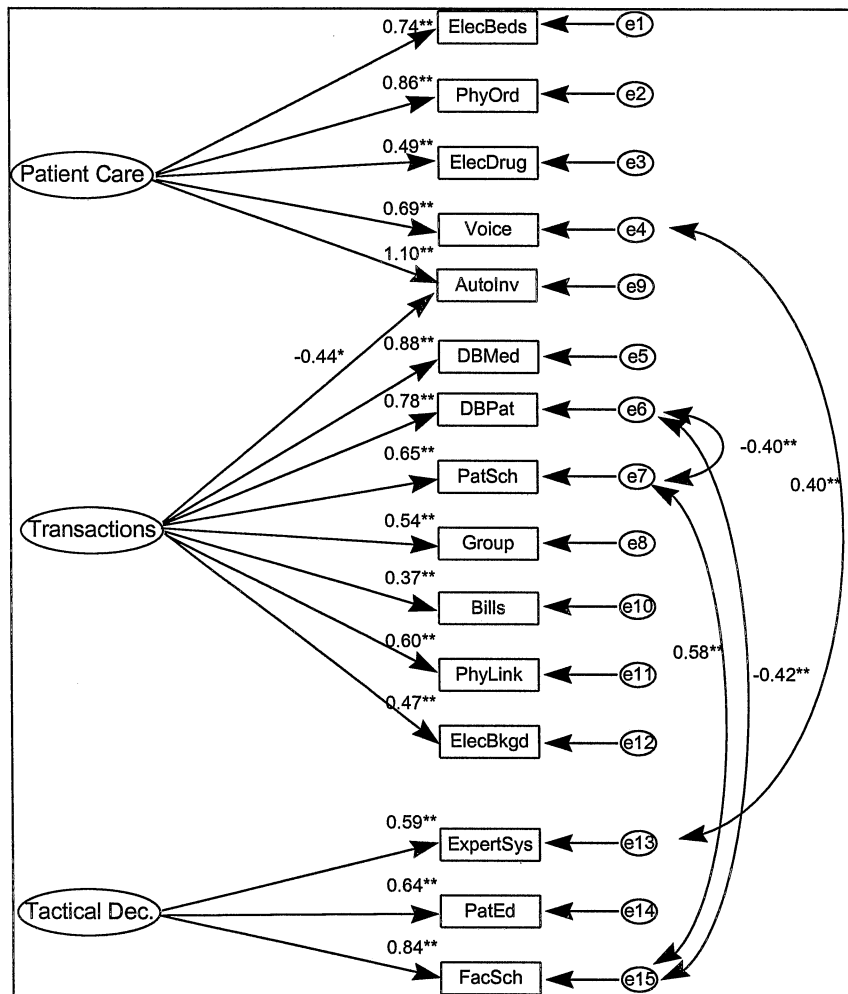 0.74** ElecBeds e1
0.86** PhyOrd e2
0.49** ElecDrug e3
Patient Care
0.69** Voice e4
1.10** AutoInv e9
-0.44* 0.88** DBMed e5
0.78** DBPat e6
-0.40**
0.65** PatSch e7
0.40**
Transactions
0.54** Group e8
0.37** Bills e10
0.60** PhyLink e11
0.58** -0.42**
0.47** ElecBkgd e12
0.59** ExpertSys e13
Tactical Dec.
0.64** PatEd e14
0.84** FacSch e15